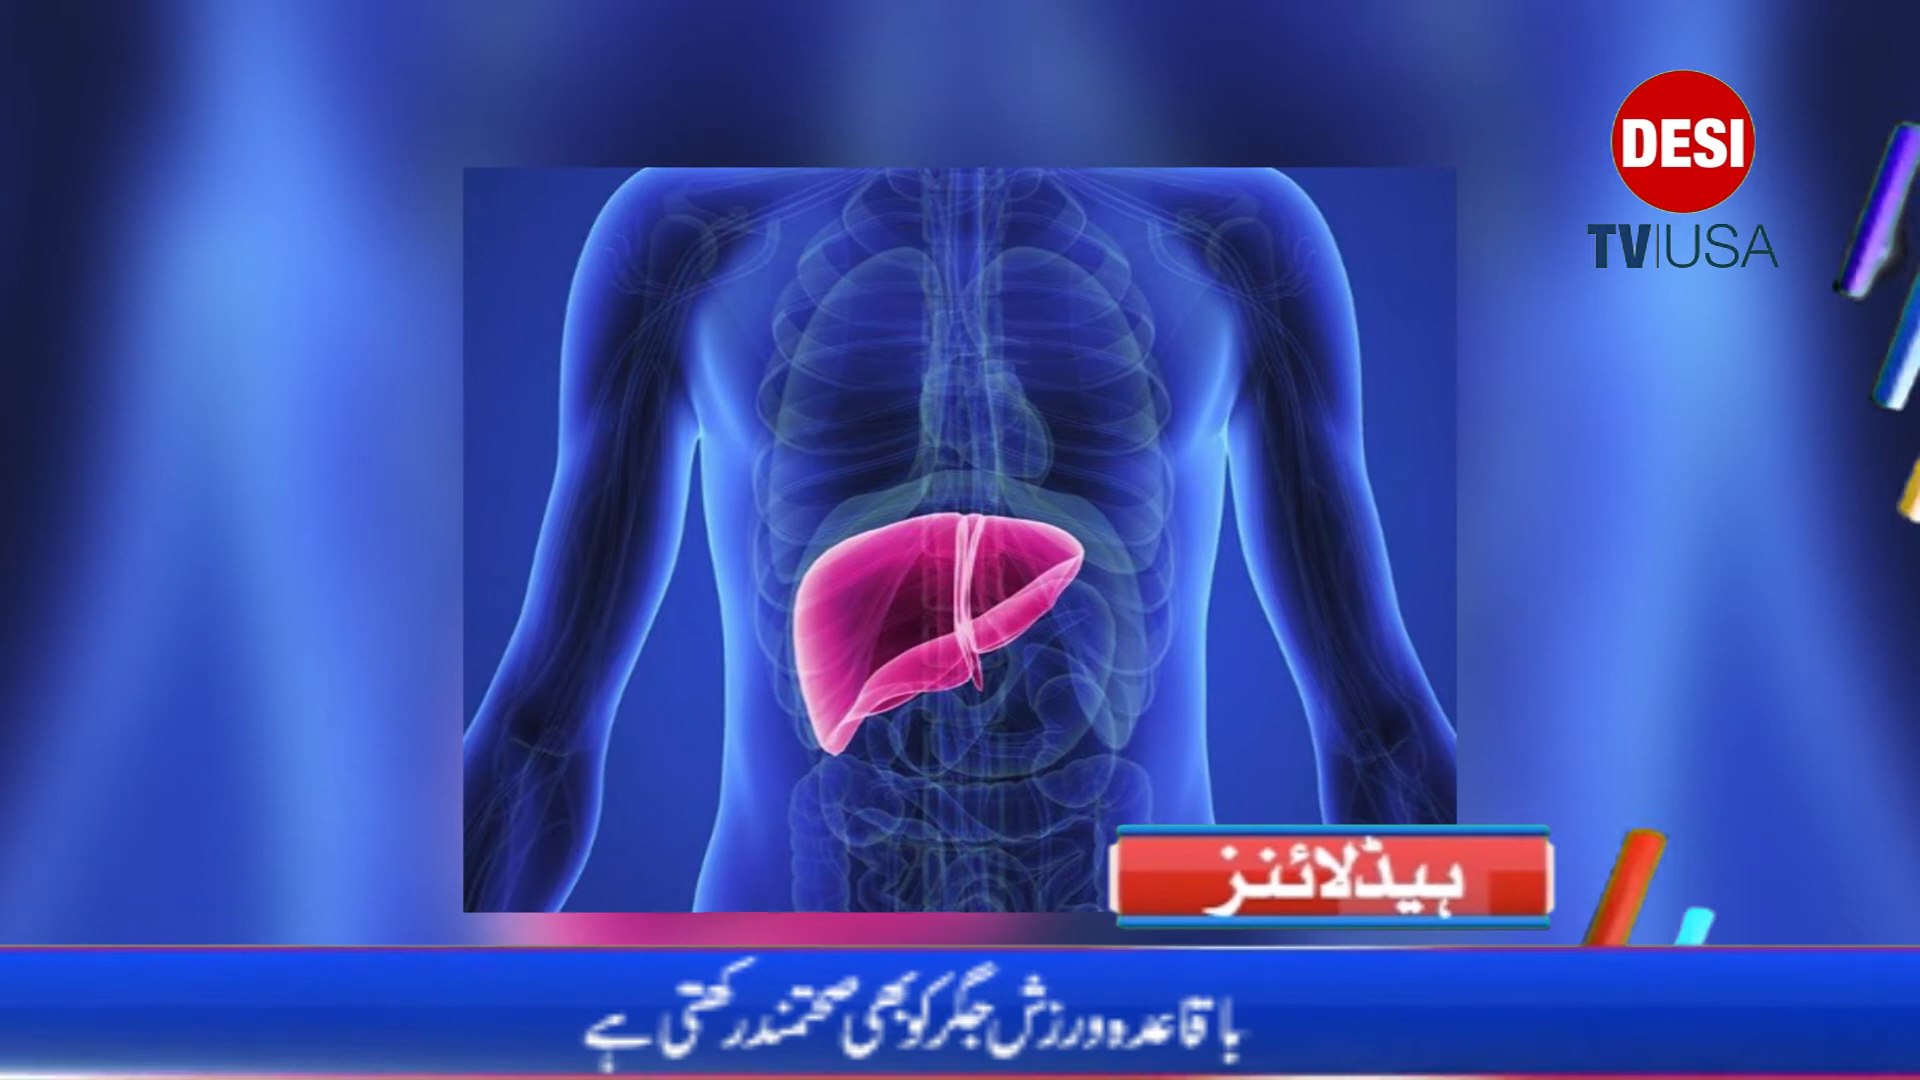 DESI
TV|USA
ہیڈلائنز
باقاعدہ ورزش جگر کو بھی صحتمند رکھتی ہے